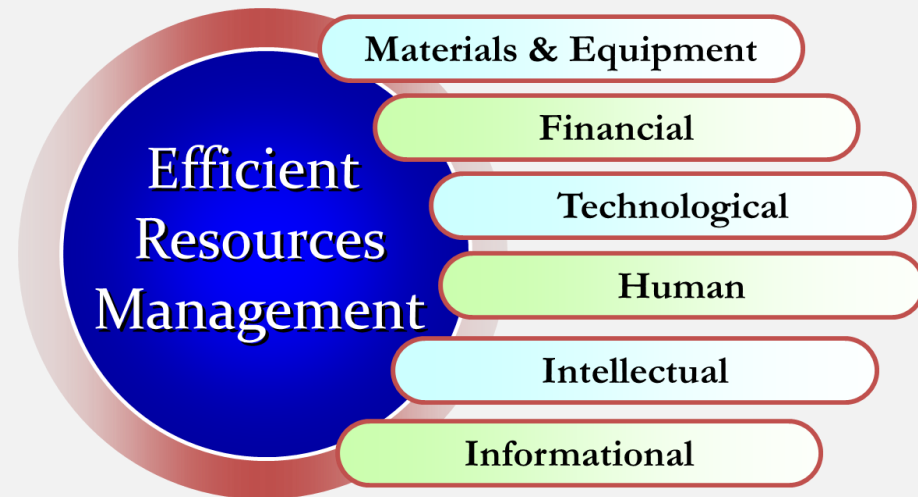 Efficient
Resources
Management
Materials & Equipment
Financial
Technological
Human
Intellectual
Informational